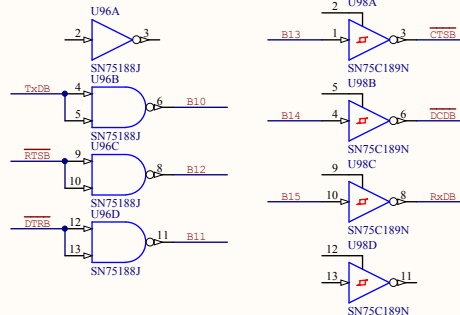 U96A
2 3
SN75188J
U96B
TxDB 4 6 B10
5
SN75188J
U96C
RTSB 9 8 B12
10
SN75188J
U96D
DTRB 12 11 B11
13
SN75188J
U98A
2
B13 1 3 CTSB
SN75C189N
U98B
5
B14 4 6 DCDB
SN75C189N
U98C
9
B15 10 8 RxDB
SN75C189N
U98D
12
13 11
SN75C189N